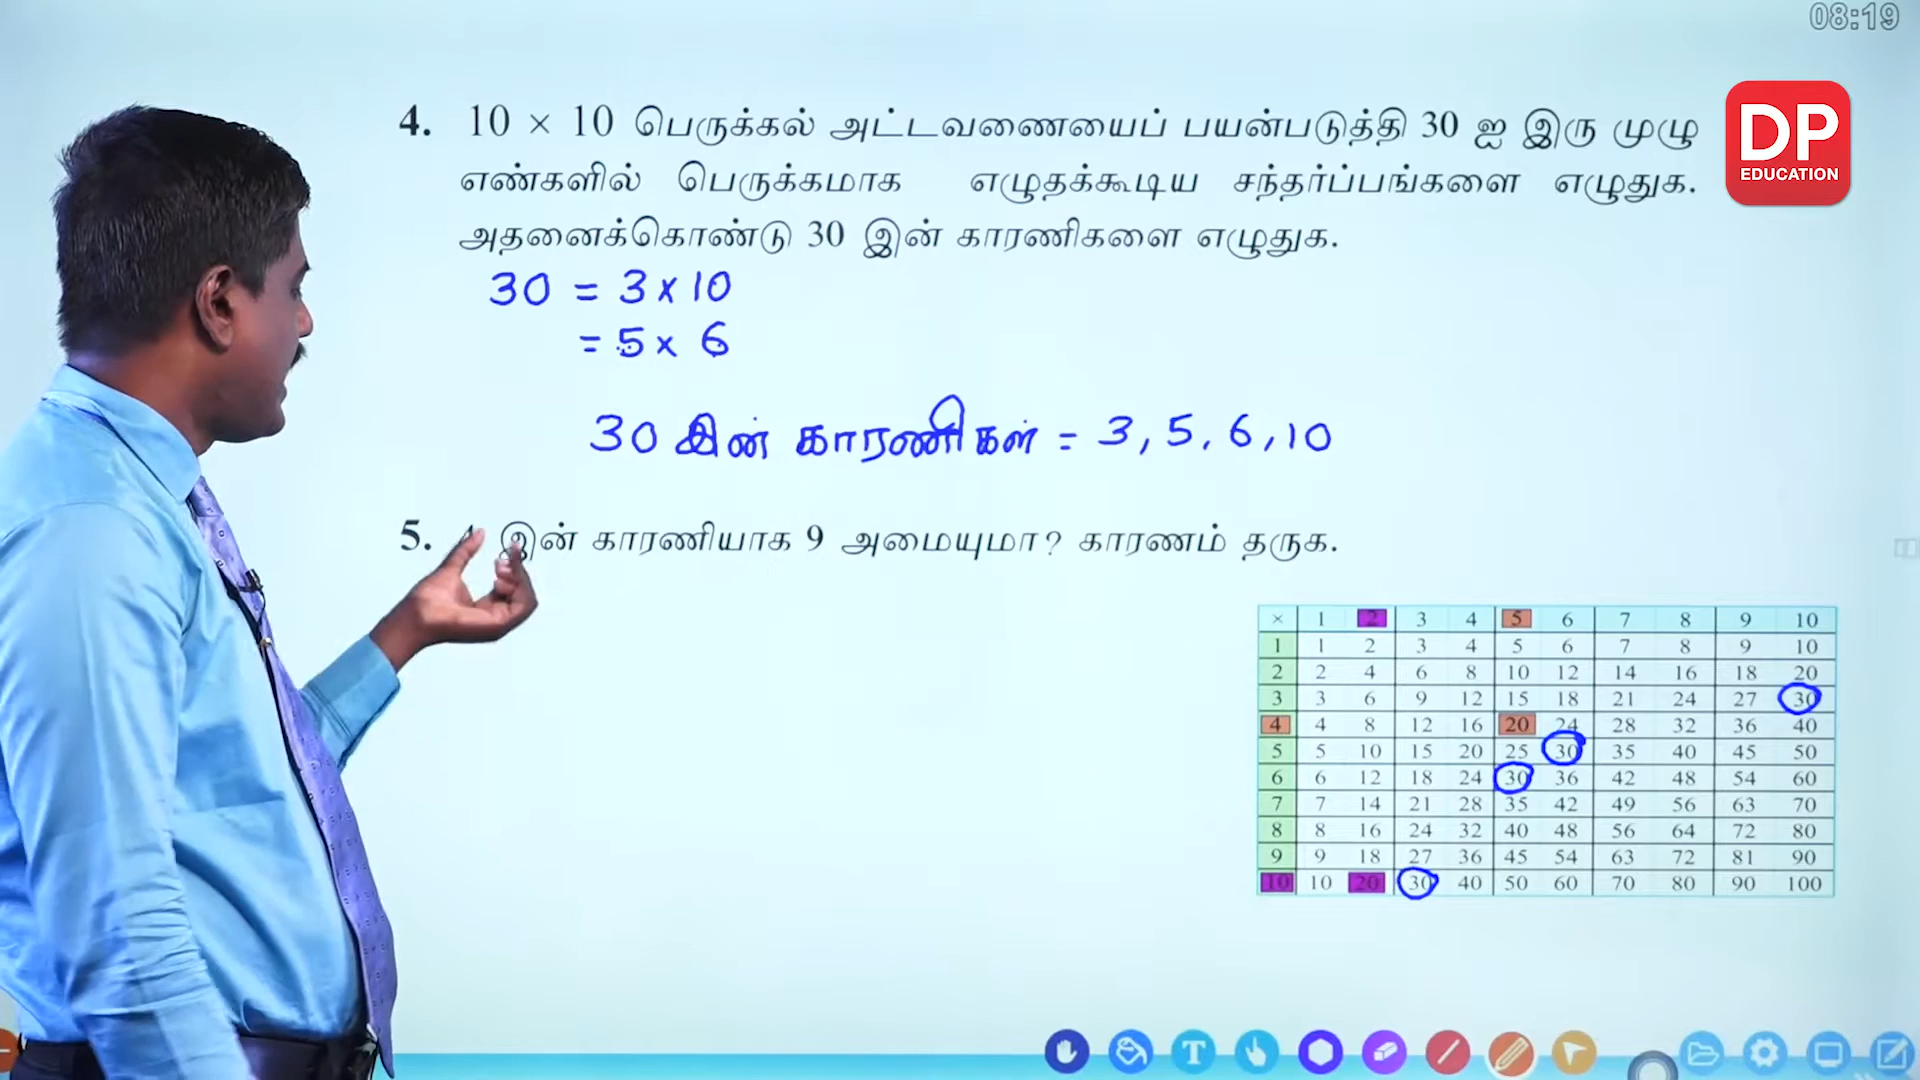 08:19
DP
EDUCATION
4. 10 × 10 பெருக்கல் அட்டவணையைப் பயன்படுத்தி 30 ஐ இரு முழு
எண்களில் பெருக்கமாக எழுதக்கூடிய சந்தர்ப்பங்களை எழுதுக.
அதனைக்கொண்டு 30 இன் காரணிகளை எழுதுக.
30 = 3 × 10
= 5 × 6
30 இன் காரணிகள் = 3, 5, 6, 10
5. இன் காரணியாக 9 அமையுமா? காரணம் தருக.
× 1 2 3 4 5 6 7 8 9 10
1 1 2 3 4 5 6 7 8 9 10
2 2 4 6 8 10 12 14 16 18 20
3 3 6 9 12 15 18 21 24 27 30
4 4 8 12 16 20 24 28 32 36 40
5 5 10 15 20 25 30 35 40 45 50
6 6 12 18 24 30 36 42 48 54 60
7 7 14 21 28 35 42 49 56 63 70
8 8 16 24 32 40 48 56 64 72 80
9 9 18 27 36 45 54 63 72 81 90
10 10 20 30 40 50 60 70 80 90 100
T